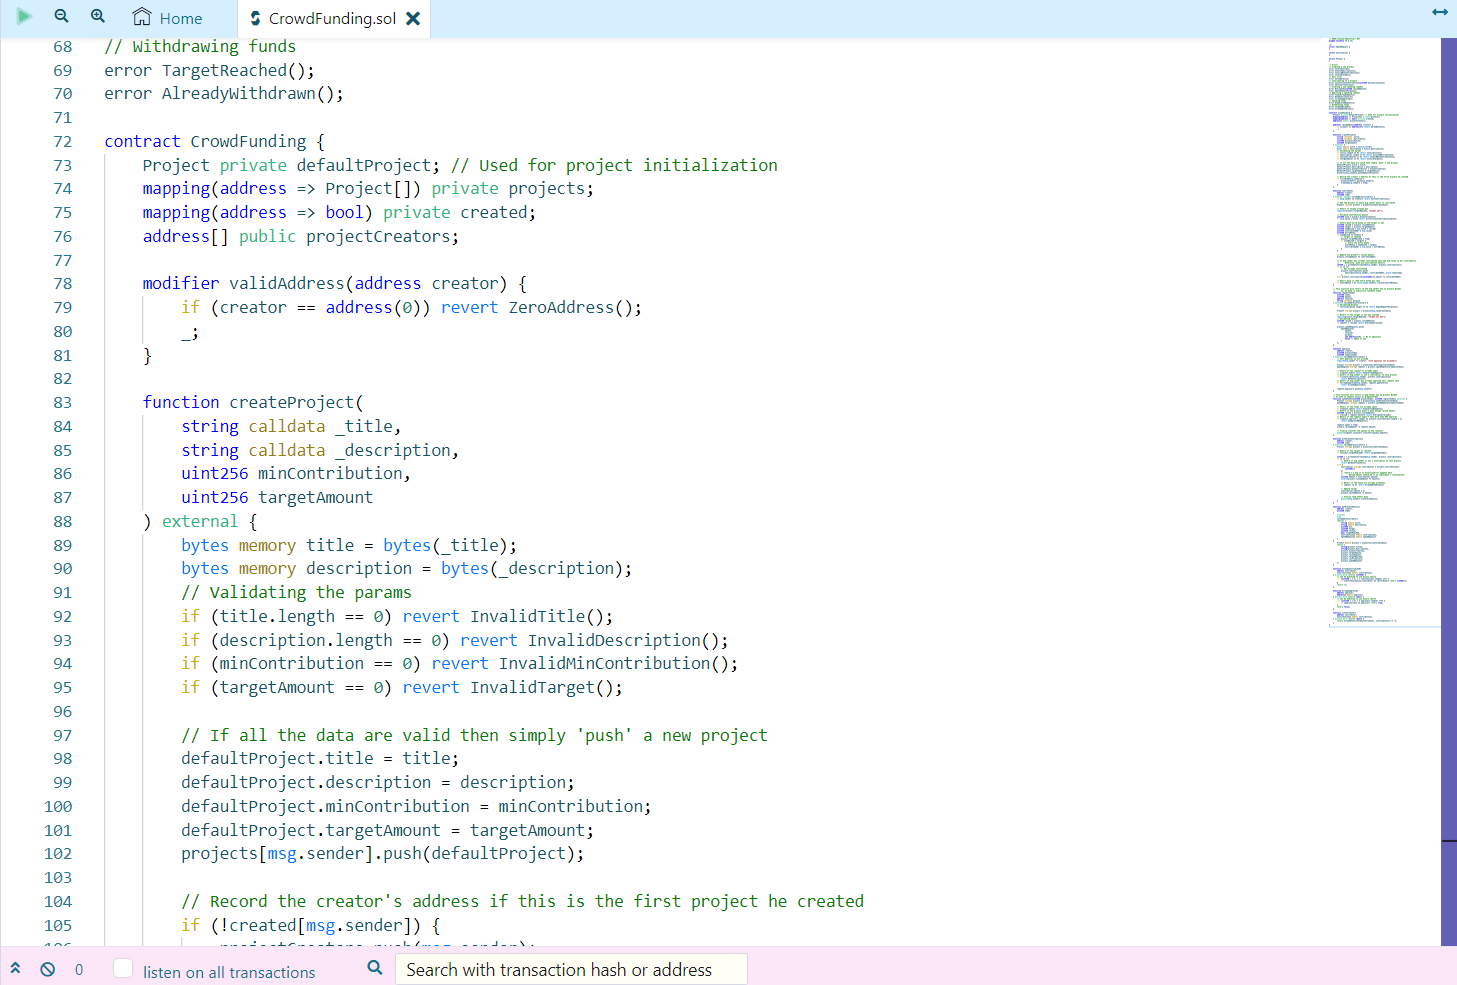 Home
CrowdFunding.sol
68 // Withdrawing funds
69 error TargetReached();
70 error AlreadyWithdrawn();
71
72 contract CrowdFunding {
73 Project private defaultProject; // Used for project initialization
74 mapping(address => Project[]) private projects;
75 mapping(address => bool) private created;
76 address[] public projectCreators;
77
78 modifier validAddress(address creator) {
79 if (creator == address(0)) revert ZeroAddress();
80 _;
81 }
82
83 function createProject(
84 string calldata _title,
85 string calldata _description,
86 uint256 minContribution,
87 uint256 targetAmount
88 ) external {
89 bytes memory title = bytes(_title);
90 bytes memory description = bytes(_description);
91 // Validating the params
92 if (title.length == 0) revert InvalidTitle();
93 if (description.length == 0) revert InvalidDescription();
94 if (minContribution == 0) revert InvalidMinContribution();
95 if (targetAmount == 0) revert InvalidTarget();
96
97 // If all the data are valid then simply 'push' a new project
98 defaultProject.title = title;
99 defaultProject.description = description;
100 defaultProject.minContribution = minContribution;
101 defaultProject.targetAmount = targetAmount;
102 projects[msg.sender].push(defaultProject);
103
104 // Record the creator's address if this is the first project he created
105 if (!created[msg.sender]) {
0 listen on all transactions Search with transaction hash or address